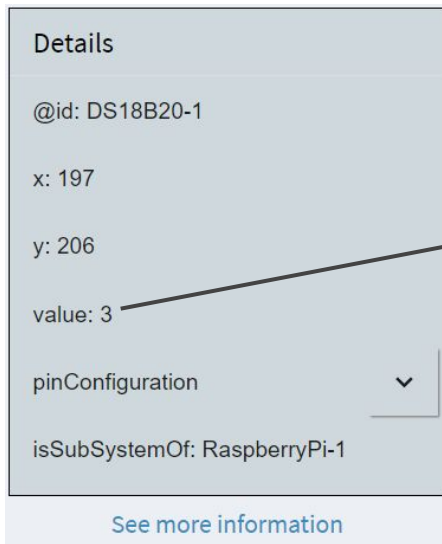 Details
@id: DS18B20-1
x: 197
y: 206
value: 3
pinConfiguration
isSubSystemOf: RaspberryPi-1
See more information